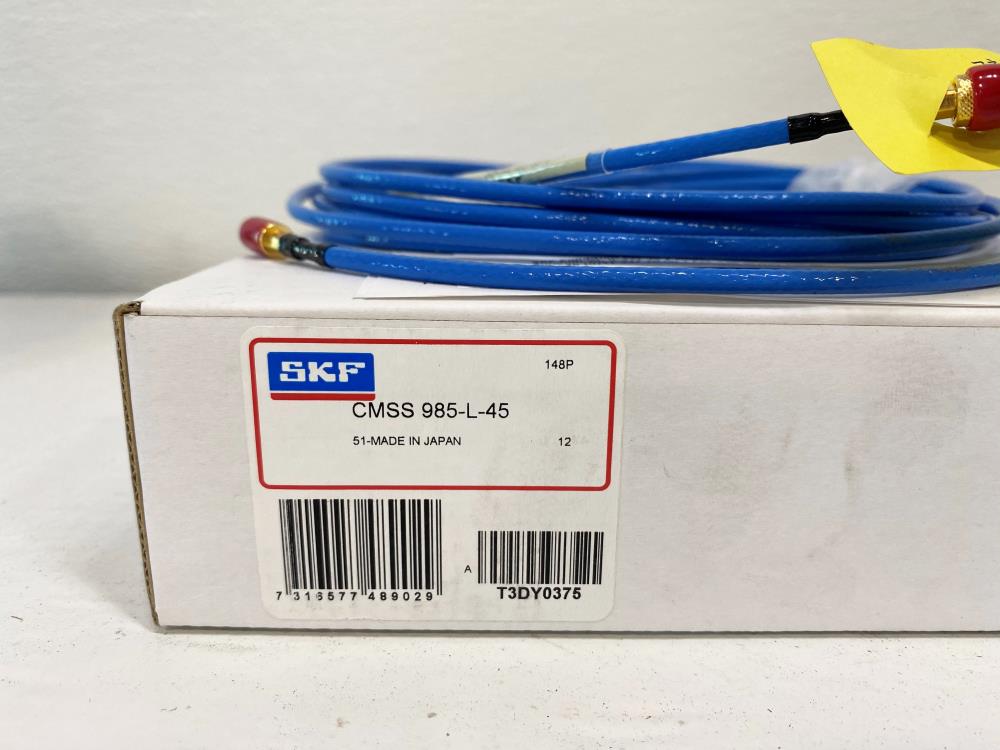 SKF
148P
CMSS 985-L-45
51-MADE IN JAPAN 12
7 316577 489029
A
T3DY0375